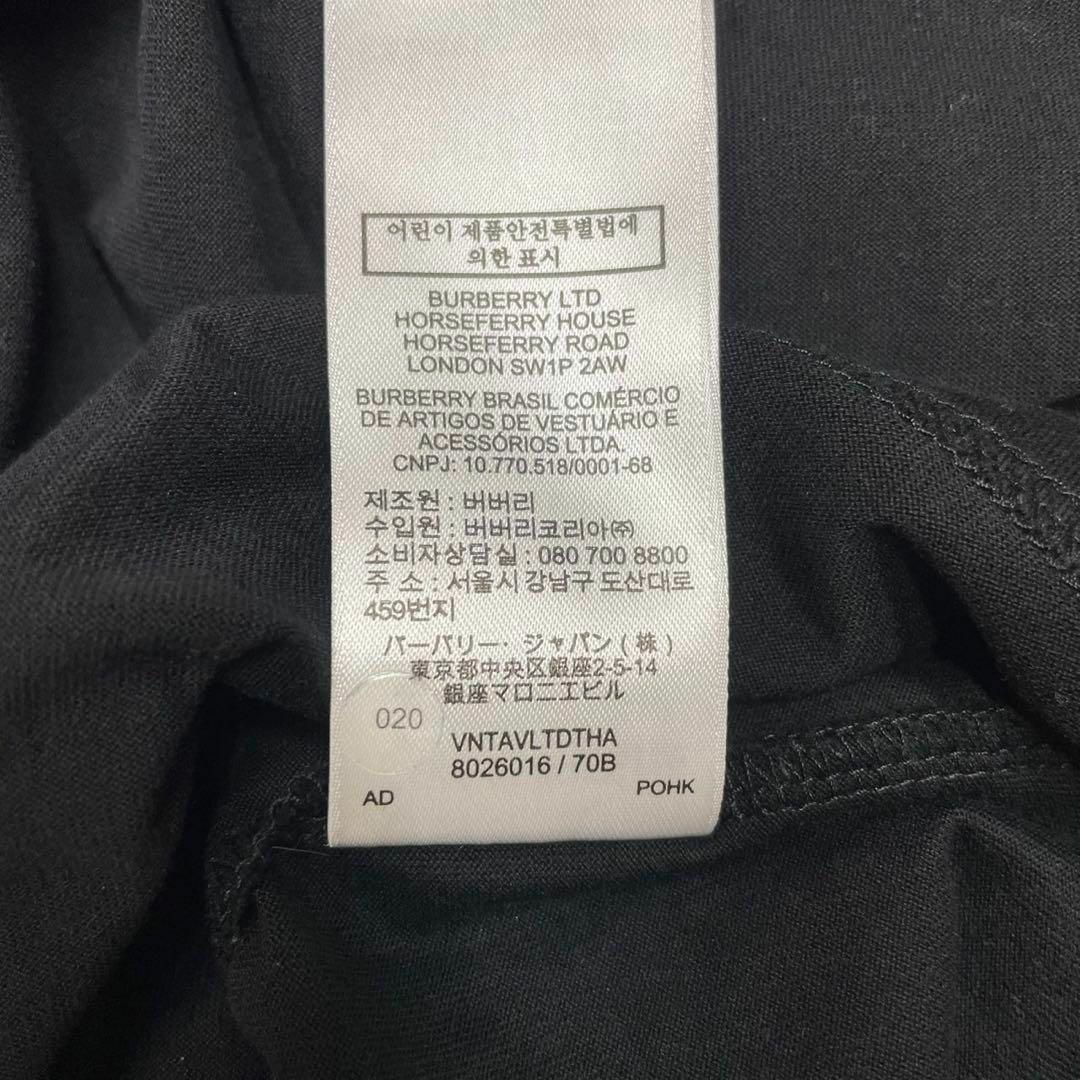 어린이 제품안전특별법에
의한 표시
BURBERRY LTD
HORSEFERRY HOUSE
HORSEFERRY ROAD
LONDON SW1P 2AW
BURBERRY BRASIL COMÉRCIO
DE ARTIGOS DE VESTUÁRIO E
ACESSÓRIOS LTDA
CNPJ: 10.770.518/0001-68
제조원 : 버버리
수입원 : 버버리코리아㈜
소비자상담실 : 080 700 8800
주 소 : 서울시 강남구 도산대로
459번지
バーバリー・ジャパン(株)
東京都中央区銀座2-5-14
銀座マロニエビル
020
VNTAVLTDTHA
8026016 / 70B
AD
POHK